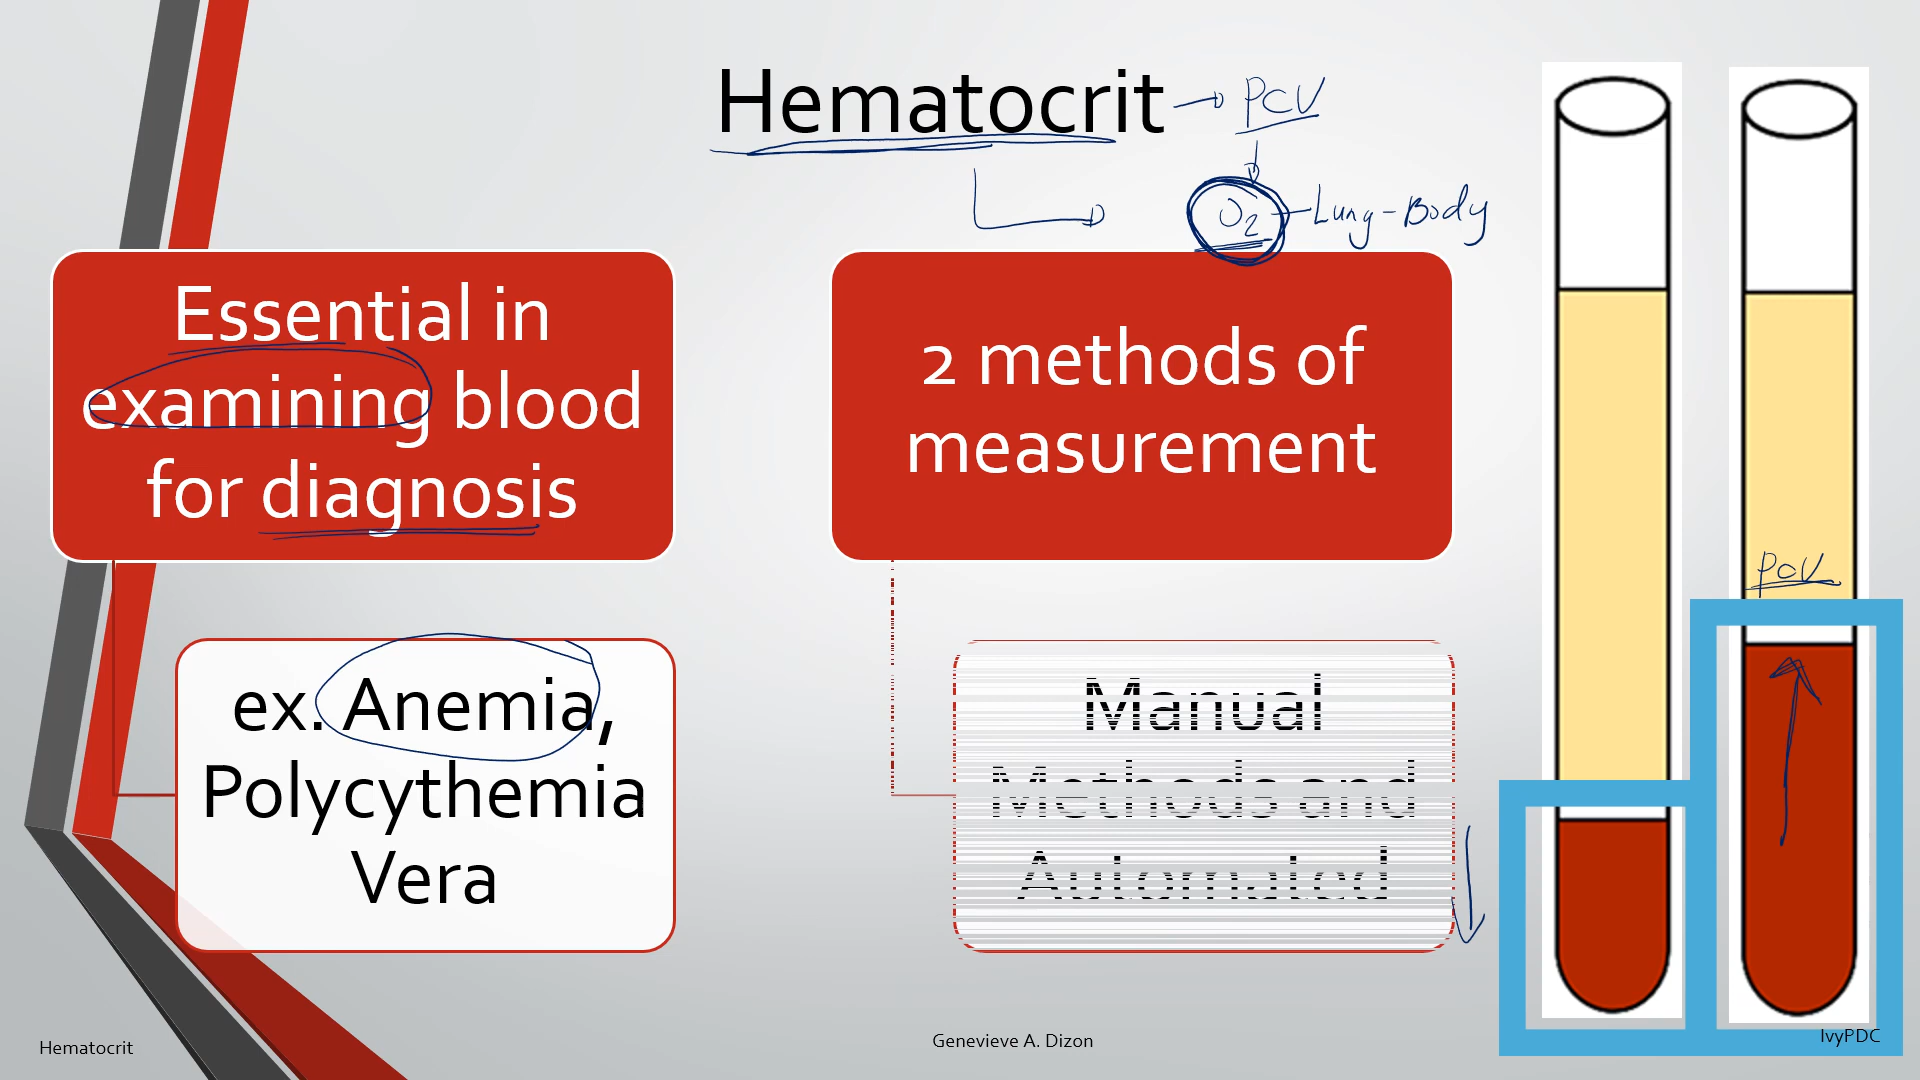 Hematocrit
PCV
O2
Lung-Body
Essential in
examining blood
for diagnosis
2 methods of
measurement
PCV
ex. Anemia,
Polycythemia
Vera
Manual
Methods and
Automated
Hematocrit
Genevieve A. Dizon
IvyPDC